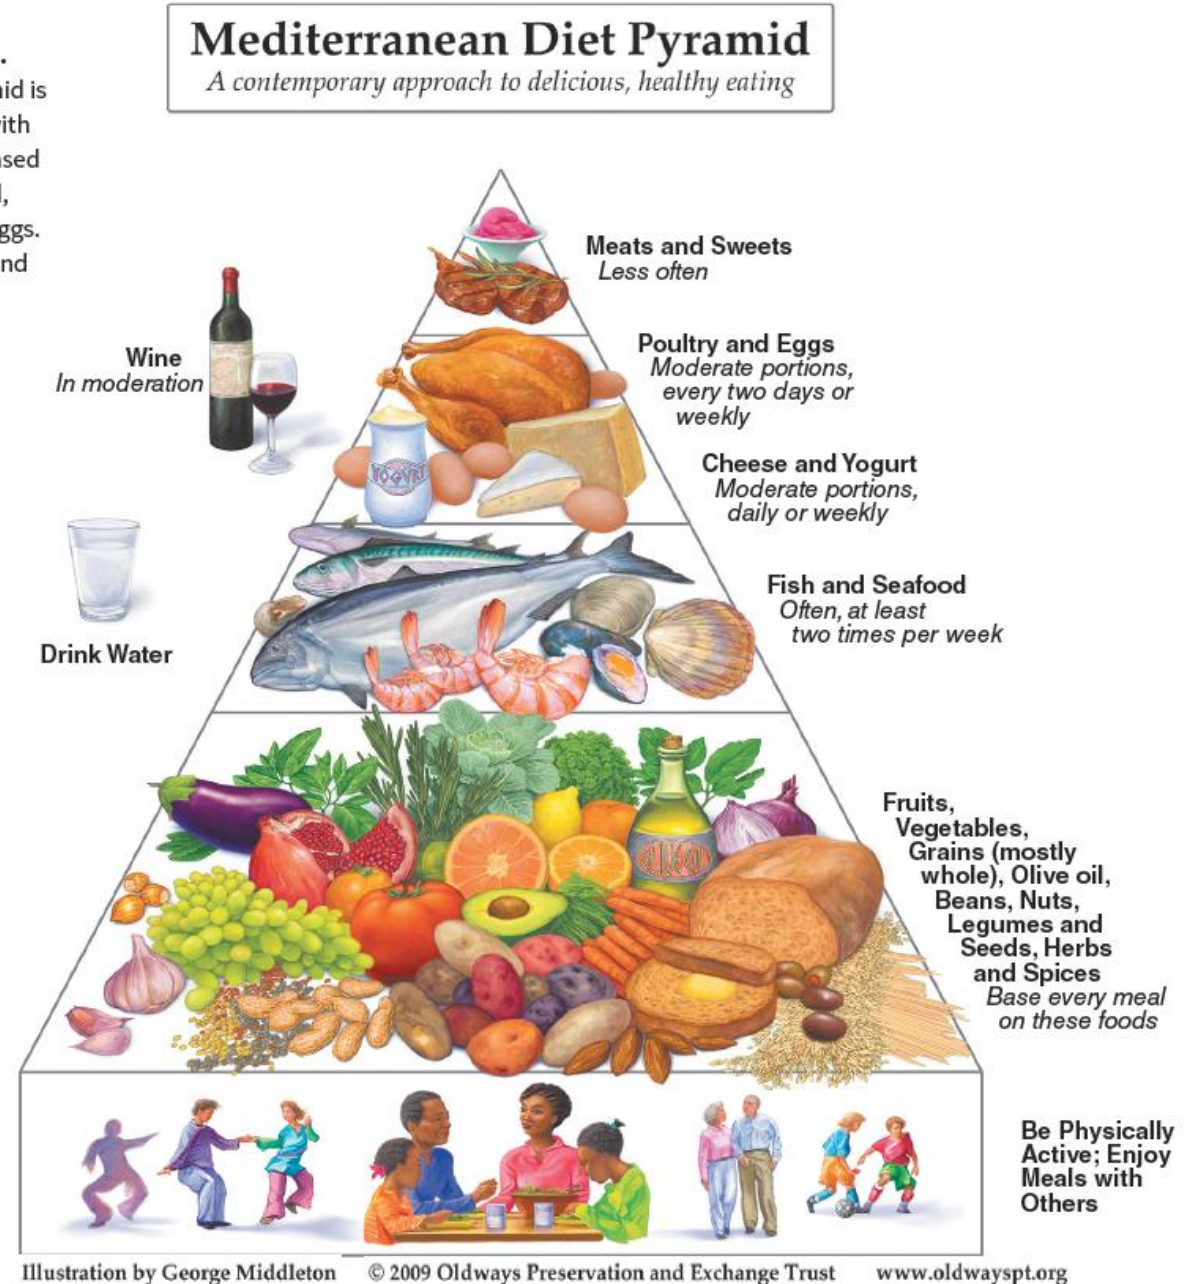 Mediterranean Diet Pyramid
A contemporary approach to delicious, healthy eating
.
is
ggs.
Meats and Sweets
Less often
Wine
In moderation
Poultry and Eggs
Moderate portions,
every two days or
weekly
YOGURT
Cheese and Yogurt
Moderate portions,
daily or weekly
Drink Water
Fish and Seafood
Often, at least
two times per week
Fruits,
Vegetables,
Grains (mostly
whole), Olive oil,
Beans, Nuts,
Legumes and
Seeds, Herbs
and Spices
Base every meal
on these foods
Be Physically
Active; Enjoy
Meals with
Others
Illustration by George Middleton © 2009 Oldways Preservation and Exchange Trust www.oldwayspt.org